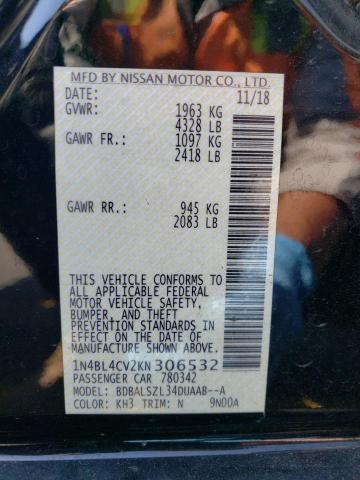 MFD BY NISSAN MOTOR CO., LTD.
DATE: 11/18
GVWR: 1963 KG
4328 LB
GAWR FR.: 1097 KG
2418 LB
GAWR RR.: 945 KG
2083 LB
THIS VEHICLE CONFORMS TO
ALL APPLICABLE FEDERAL
MOTOR VEHICLE SAFETY,
BUMPER, AND THEFT
PREVENTION STANDARDS IN
EFFECT ON THE DATE OF
MANUFACTURE SHOWN ABOVE.
1N4BL4CV2KN306532
PASSENGER CAR 780342
MODEL: BDBALSZL34DUAAB--A
COLOR: KH3 TRIM: N 9N00A